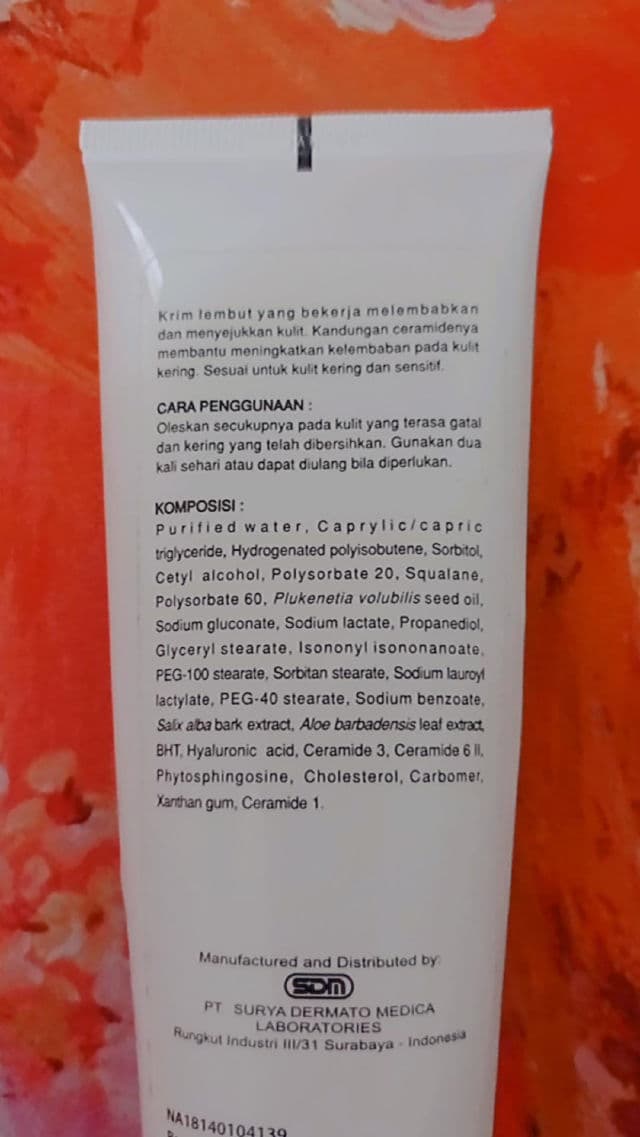 Krim lembut yang bekerja melembabkan
dan menyejukkan kulit. Kandungan ceramidenya
membantu meningkatkan kelembaban pada kulit
kering. Sesuai untuk kulit kering dan sensitif.
CARA PENGGUNAAN :
Oleskan secukupnya pada kulit yang terasa gatal
dan kering yang telah dibersihkan. Gunakan dua
kali sehari atau dapat diulang bila diperlukan.
KOMPOSISI :
Purified water, Caprylic/capric
triglyceride, Hydrogenated polyisobutene, Sorbitol,
Cetyl alcohol, Polysorbate 20, Squalane,
Polysorbate 60, Plukenetia volubilis seed oil,
Sodium gluconate, Sodium lactate, Propanediol,
Glyceryl stearate, Isononyl isononanoate,
PEG-100 stearate, Sorbitan stearate, Sodium lauroyl
lactylate, PEG-40 stearate, Sodium benzoate,
Salix alba bark extract, Aloe barbadensis leaf extract,
BHT, Hyaluronic acid, Ceramide 3, Ceramide 6 II,
Phytosphingosine, Cholesterol, Carbomer,
Xanthan gum, Ceramide 1.
Manufactured and Distributed by:
SDM
PT SURYA DERMATO MEDICA
LABORATORIES
Rungkut Industri III/31 Surabaya - Indonesia
NA18140104139